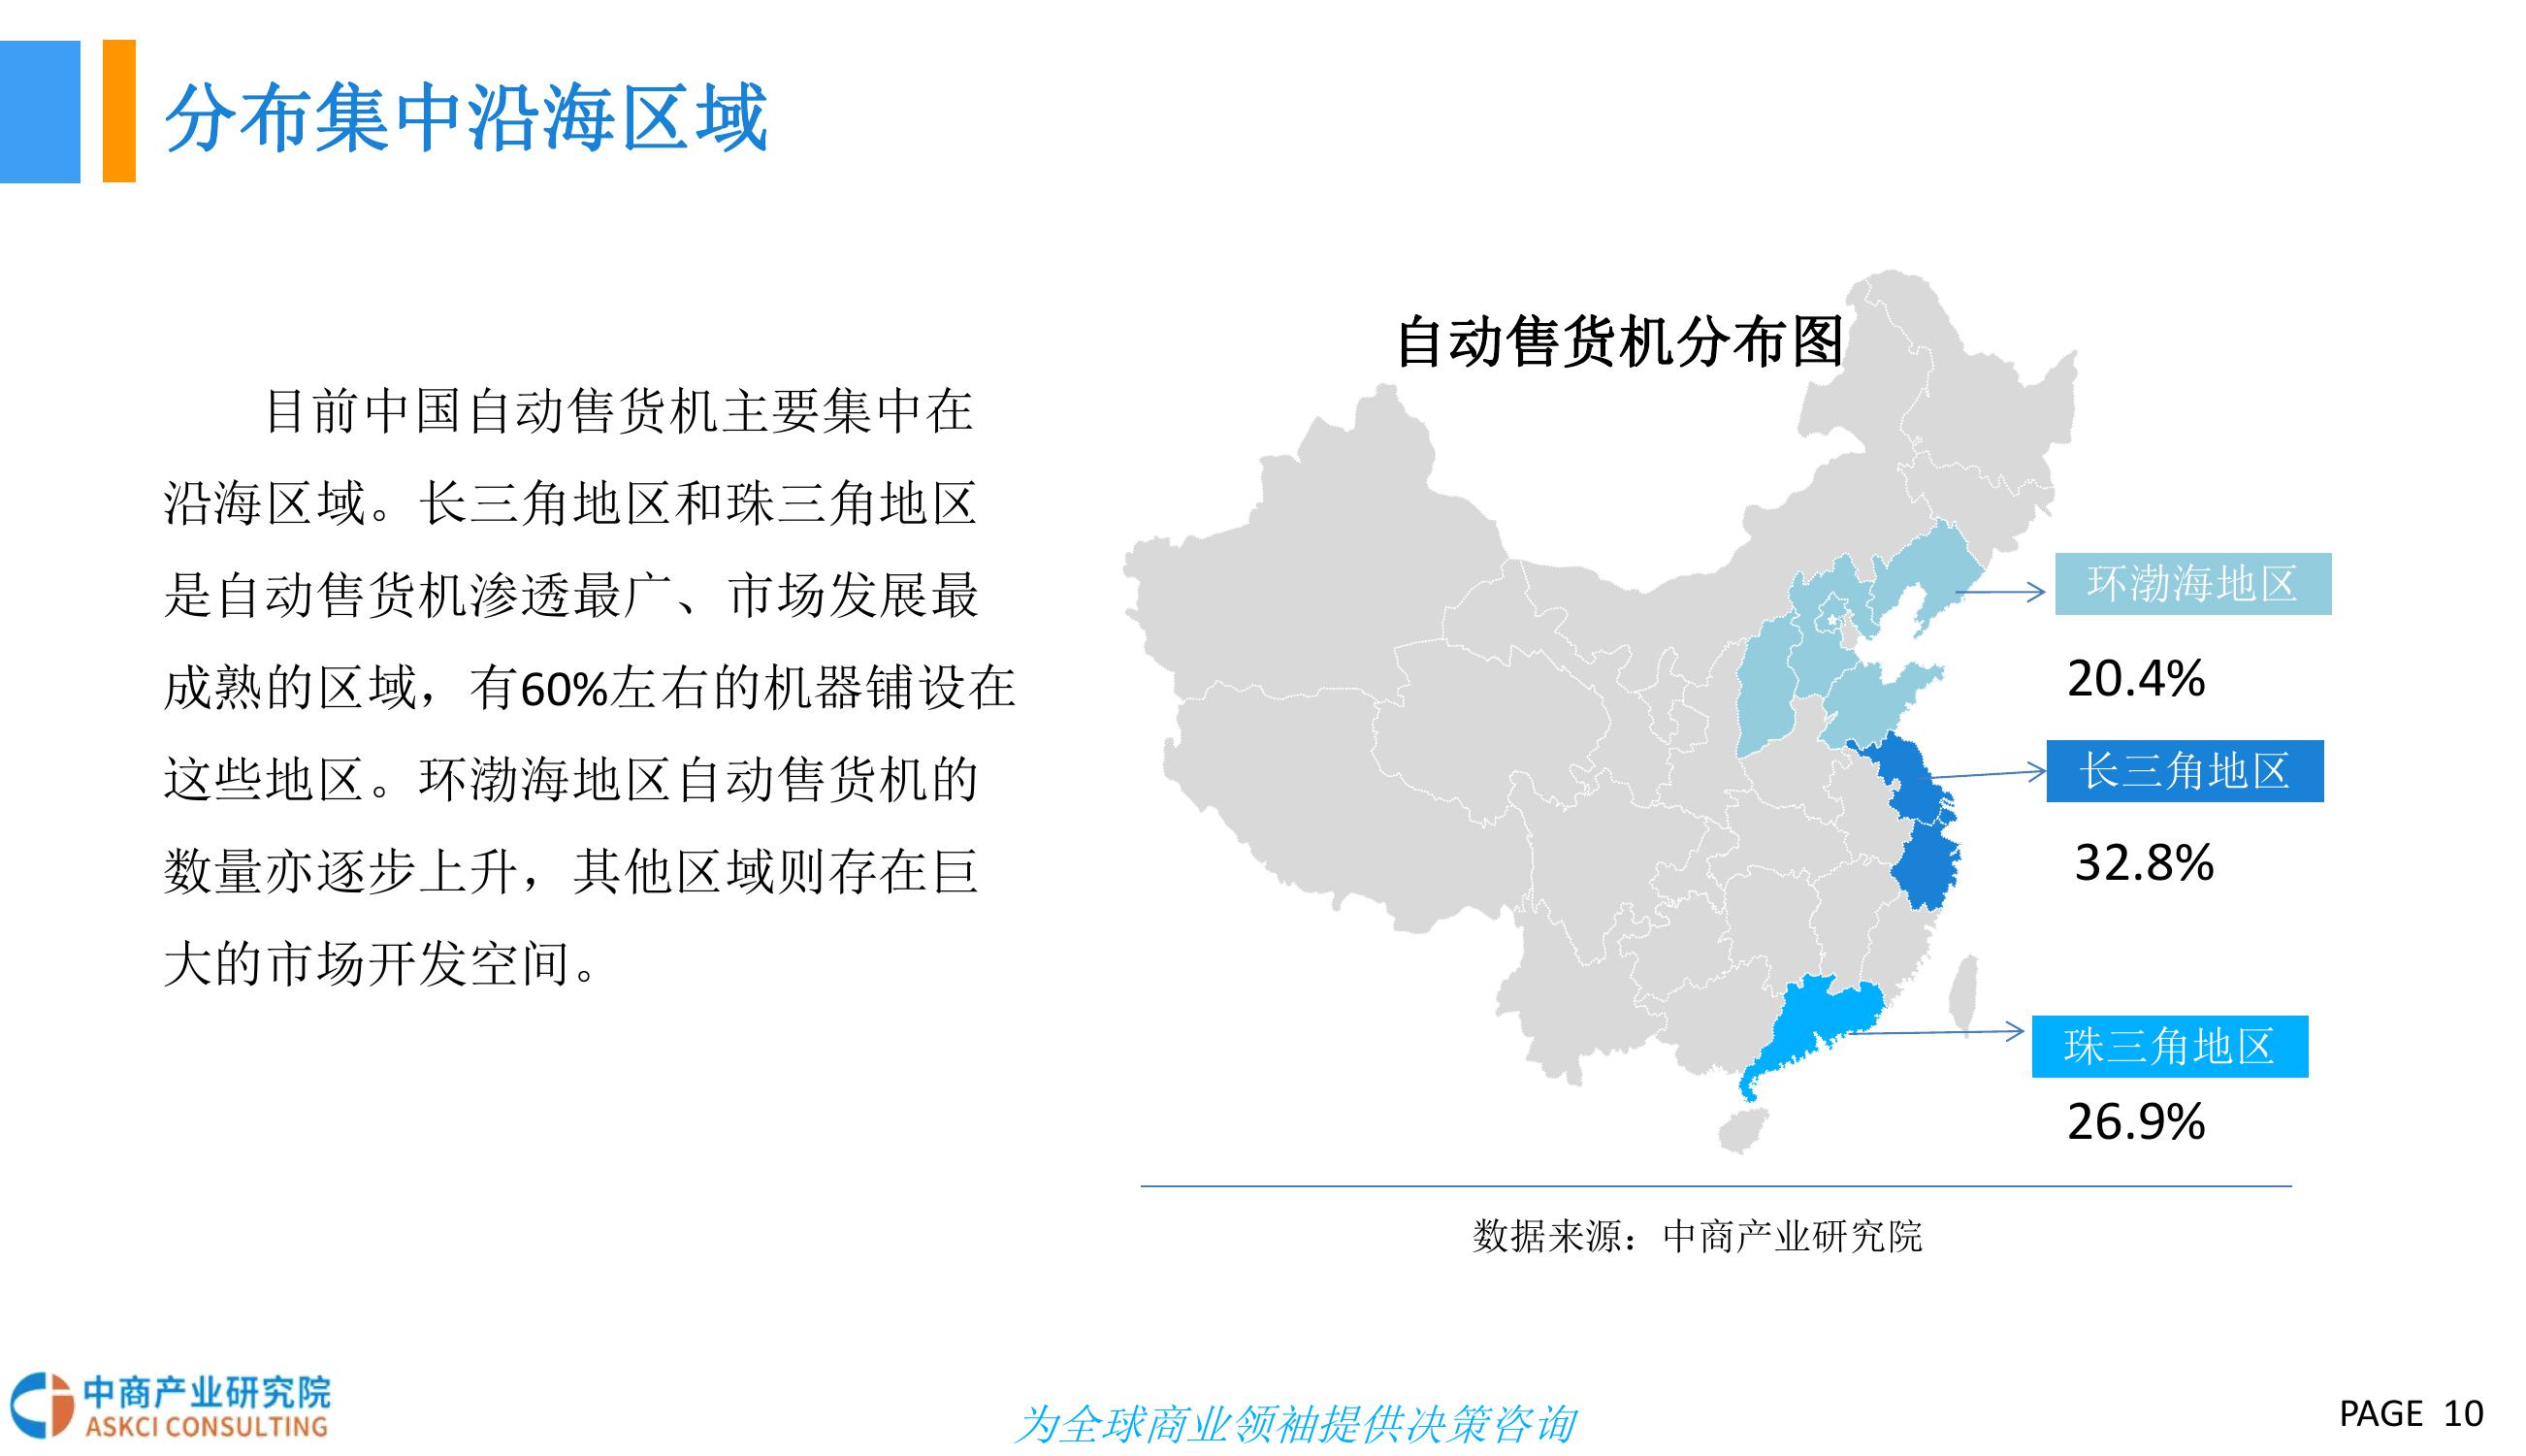 分布集中沿海区域
目前中国自动售货机主要集中在
沿海区域。长三角地区和珠三角地区
是自动售货机渗透最广、市场发展最
成熟的区域，有60%左右的机器铺设在
这些地区。环渤海地区自动售货机的
数量亦逐步上升，其他区域则存在巨
大的市场开发空间。
自动售货机分布图
环渤海地区
20.4%
长三角地区
32.8%
珠三角地区
26.9%
数据来源：中商产业研究院
中商产业研究院
ASKCI CONSULTING
为全球商业领袖提供决策咨询
PAGE 10